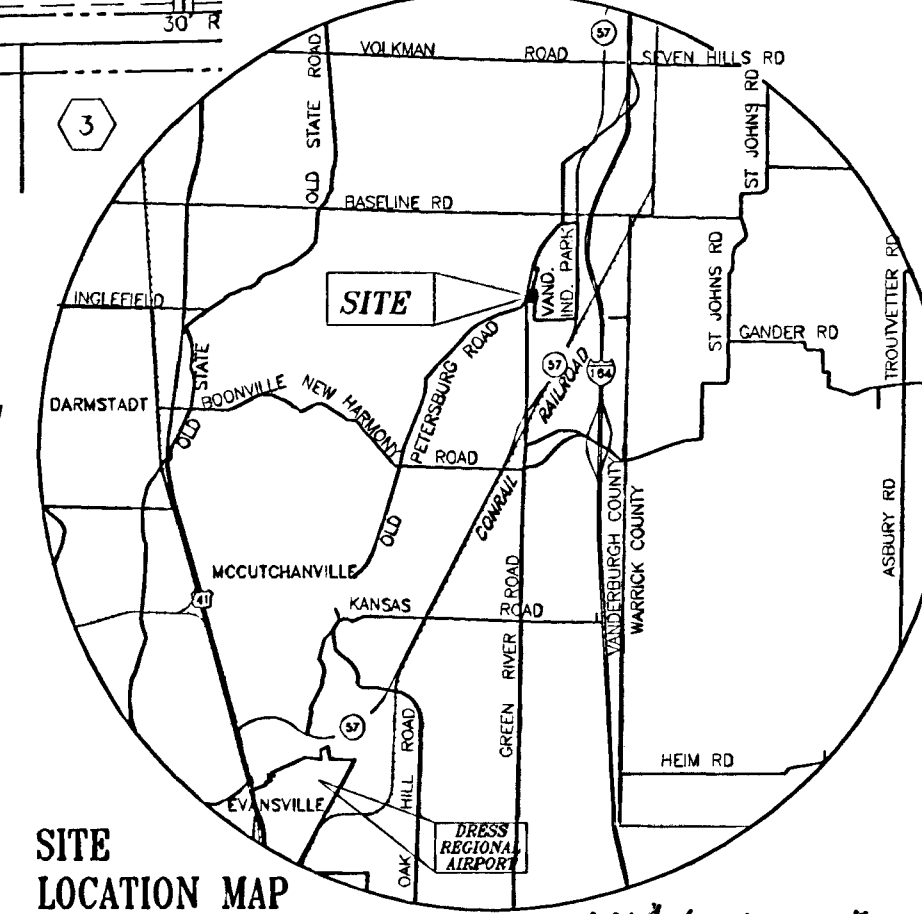 30' R
3
57
VOLKMAN ROAD
SEVEN HILLS RD
OLD STATE ROAD
ST JOHNS RD
BASELINE RD
VAND.
IND. PARK
SITE
INGLEFIELD
ST JOHNS RD
TROUTVETTER RD
GANDER RD
PETERSBURG ROAD
57
164
CONRAIL RAILROAD
OLD STATE
DARMSTADT
BOONVILLE NEW HARMONY ROAD
OLD
VANDERBURGH COUNTY
WARRICK COUNTY
ASBURY RD
MCCUTCHANVILLE
41
KANSAS ROAD
GREEN RIVER ROAD
57
OAK HILL ROAD
HEIM RD
EVANSVILLE
DRESS
REGIONAL
AIRPORT
SITE
LOCATION MAP